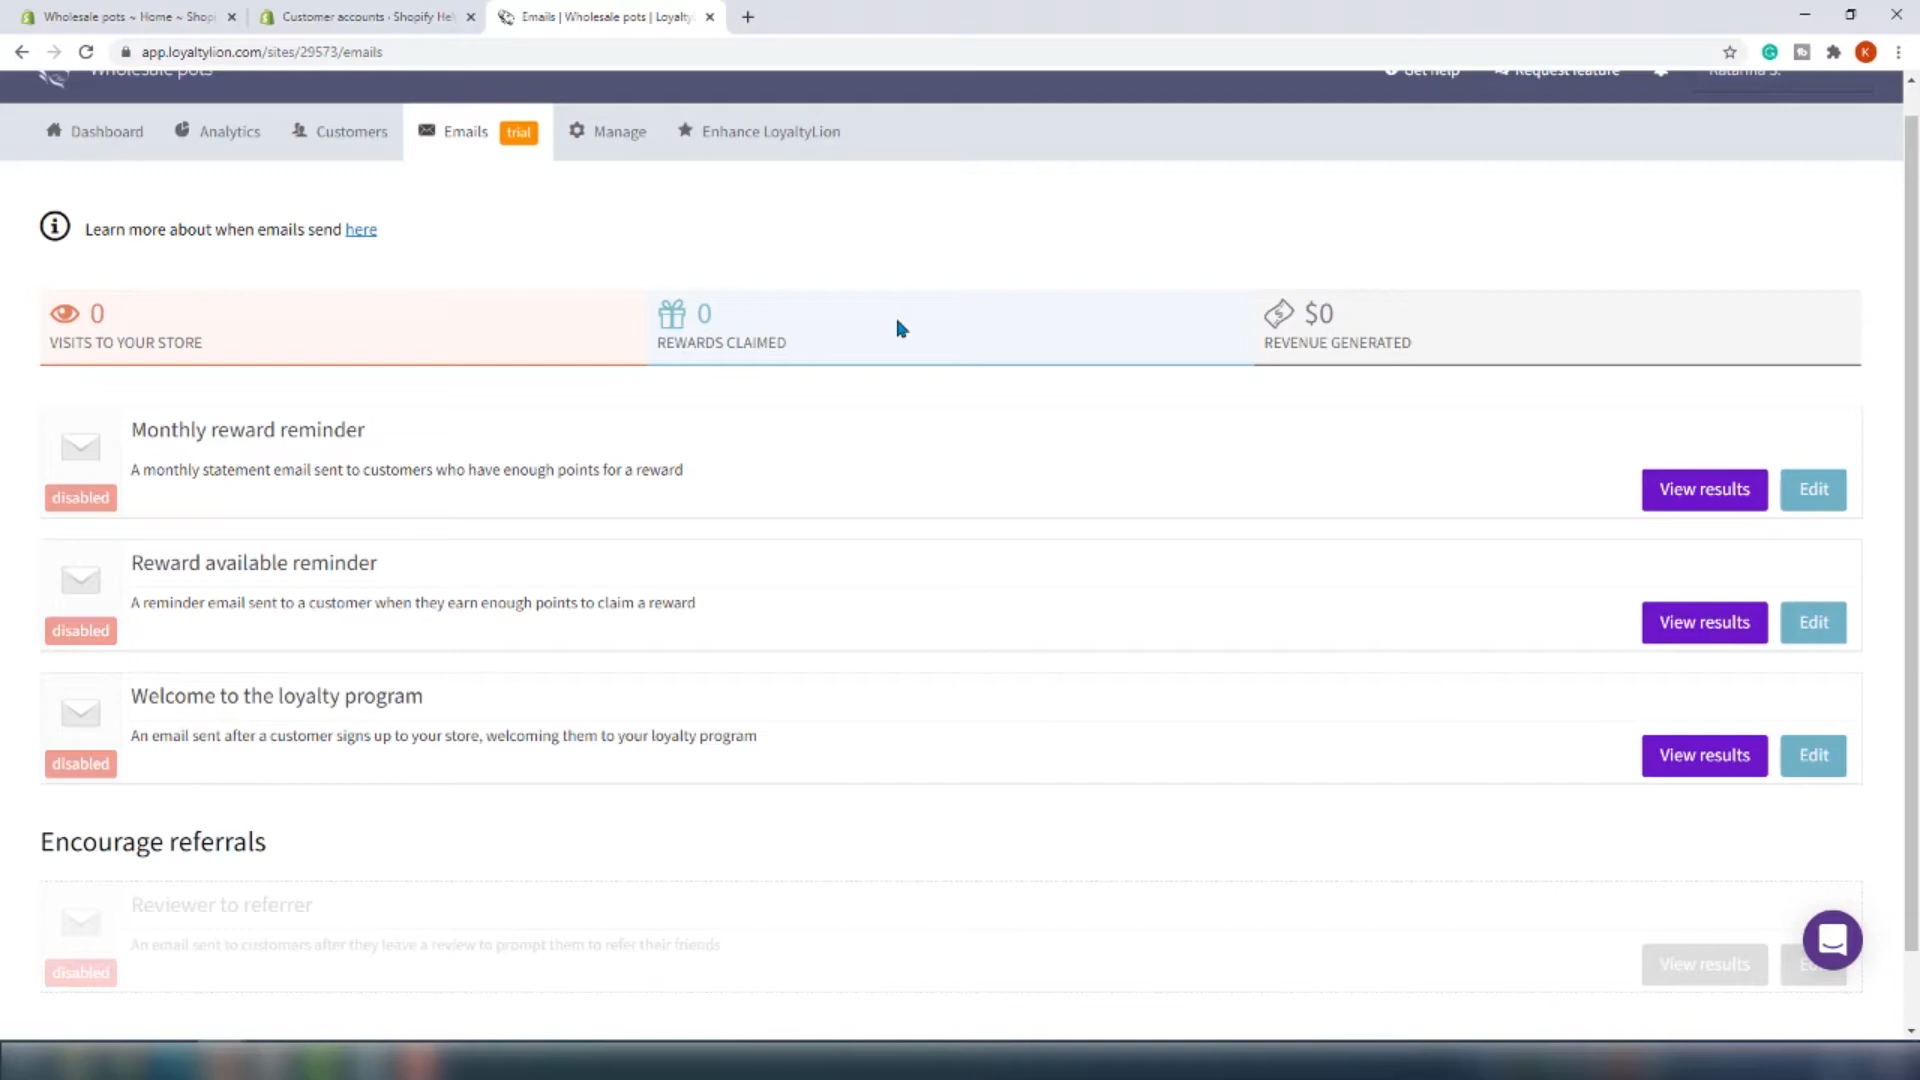 Wholesale pots ~ Home ~ Shopi
Customer accounts · Shopify Hel
Emails | Wholesale pots | Loyalty
app.loyaltylion.com/sites/29573/emails
K
Wholesale pots
Get help
Request feature
Katarina S.
Dashboard
Analytics
Customers
Emails trial
Manage
Enhance LoyaltyLion
Learn more about when emails send here
0
VISITS TO YOUR STORE
0
REWARDS CLAIMED
$0
REVENUE GENERATED
Monthly reward reminder
A monthly statement email sent to customers who have enough points for a reward
disabled
View results
Edit
Reward available reminder
A reminder email sent to a customer when they earn enough points to claim a reward
disabled
View results
Edit
Welcome to the loyalty program
An email sent after a customer signs up to your store, welcoming them to your loyalty program
disabled
View results
Edit
Encourage referrals
Reviewer to referrer
An email sent to customers after they leave a review to prompt them to refer their friends
disabled
View results